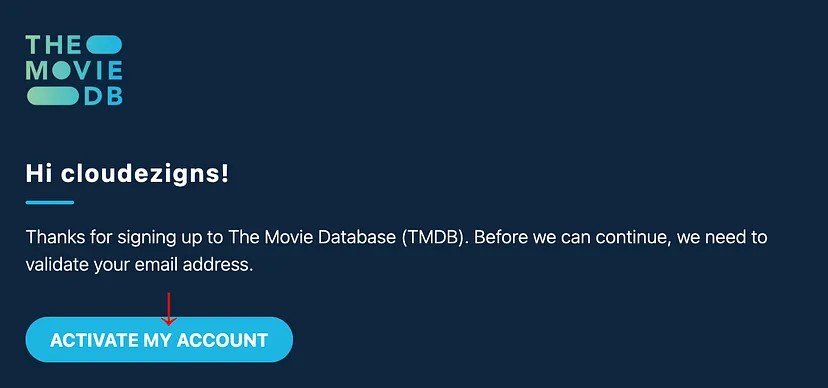 THE
MOVIE
DB
Hi cloudezigns!
Thanks for signing up to The Movie Database (TMDB). Before we can continue, we need to
validate your email address.
ACTIVATE MY ACCOUNT